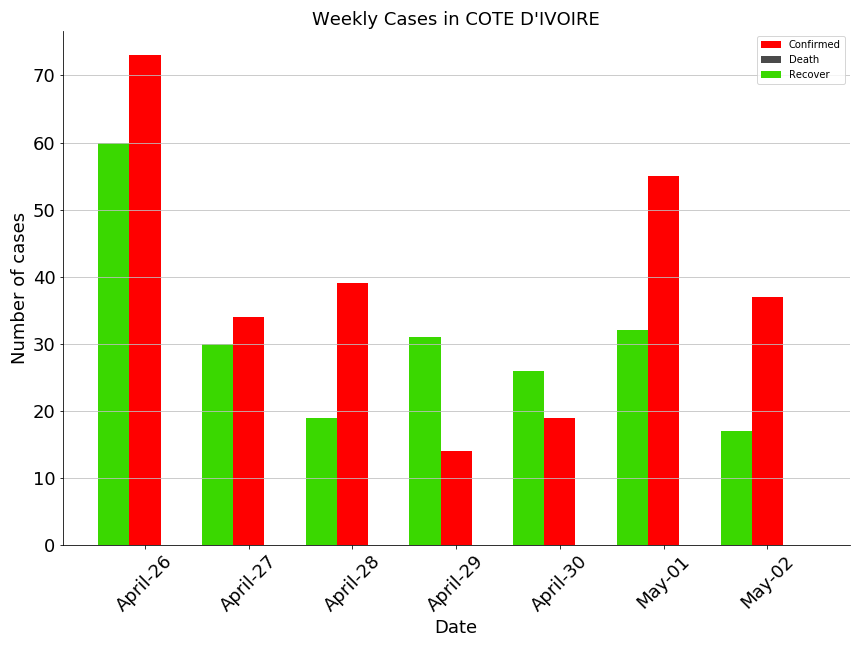 Weekly Cases in COTE D'IVOIRE
Confirmed
Death
Recover
Number of cases
70
60
50
40
30
20
10
0
April-26
April-27
April-28
April-29
April-30
May-01
May-02
Date